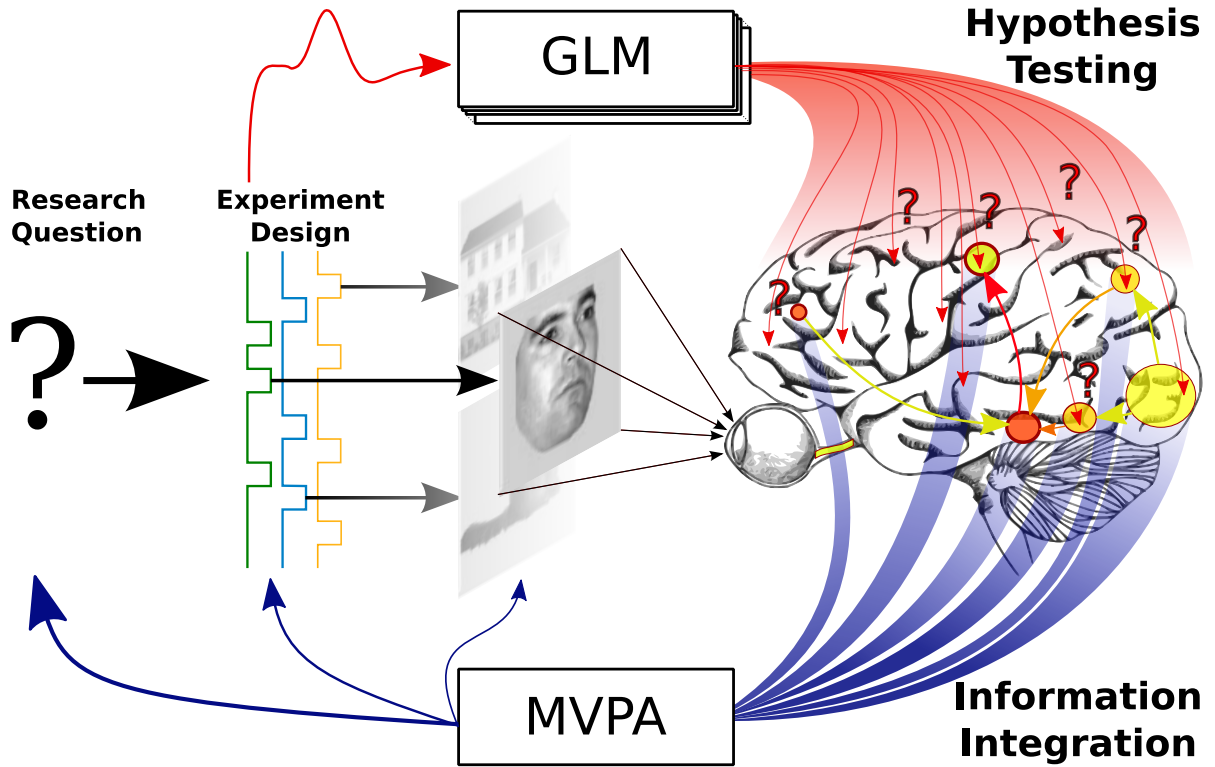 GLM
Hypothesis
Testing
Research
Question
Experiment
Design
?
?
?
?
?
?
?
MVPA
Information
Integration